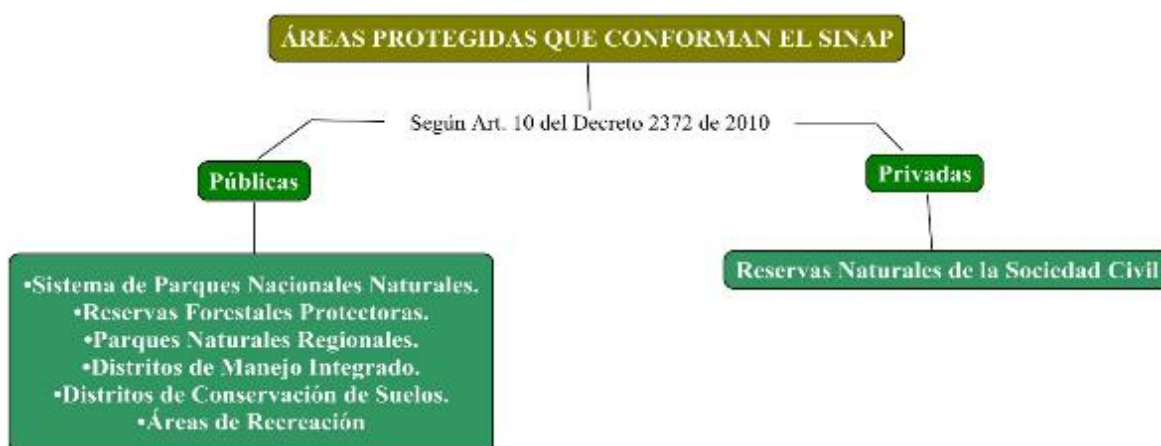 ÁREAS PROTEGIDAS QUE CONFORMAN EL SINAP
Según Art. 10 del Decreto 2372 de 2010
Públicas
•Sistema de Parques Nacionales Naturales.
•Reservas Forestales Protectoras.
•Parques Naturales Regionales.
•Distritos de Manejo Integrado.
•Distritos de Conservación de Suelos.
•Áreas de Recreación
Privadas
Reservas Naturales de la Sociedad Civil